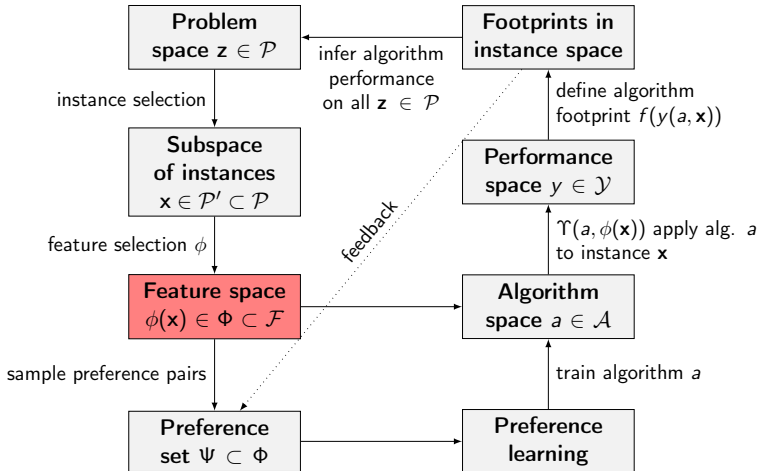 Problem
space z ∈ 𝒫
Footprints in
instance space
infer algorithm
performance
on all z ∈ 𝒫
instance selection
define algorithm
footprint f(y(a, x))
Subspace
of instances
x ∈ 𝒫′ ⊂ 𝒫
Performance
space y ∈ 𝒴
feedback
feature selection ϕ
ϒ(a, ϕ(x)) apply alg. a
to instance x
Feature space
ϕ(x) ∈ Φ ⊂ ℱ
Algorithm
space a ∈ 𝒜
sample preference pairs
train algorithm a
Preference
set Ψ ⊂ Φ
Preference
learning